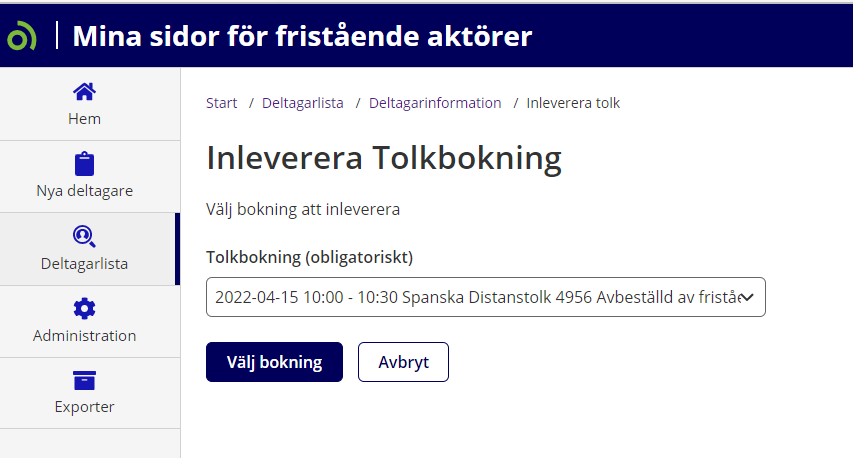 Mina sidor för fristående aktörer
Hem
Nya deltagare
Deltagarlista
Administration
Exporter
Start / Deltagarlista / Deltagarinformation / Inleverera tolk
Inleverera Tolkbokning
Välj bokning att inleverera
Tolkbokning (obligatoriskt)
2022-04-15 10:00 - 10:30 Spanska Distanstolk 4956 Avbeställd av friståe
Välj bokning
Avbryt